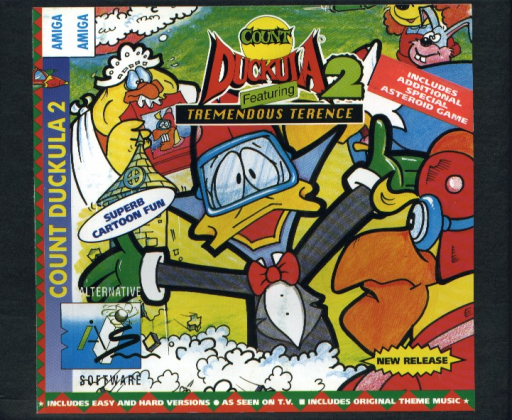 AMIGA
AMIGA
COUNT DUCKULA 2
COUNT
DUCKULA 2
Featuring
TREMENDOUS TERENCE
INCLUDES
ADDITIONAL
SPECIAL
ASTEROID GAME
SUPERB
CARTOON FUN
ALTERNATIVE
SOFTWARE
NEW RELEASE
★ INCLUDES EASY AND HARD VERSIONS ● AS SEEN ON T.V. ■ INCLUDES ORIGINAL THEME MUSIC ★